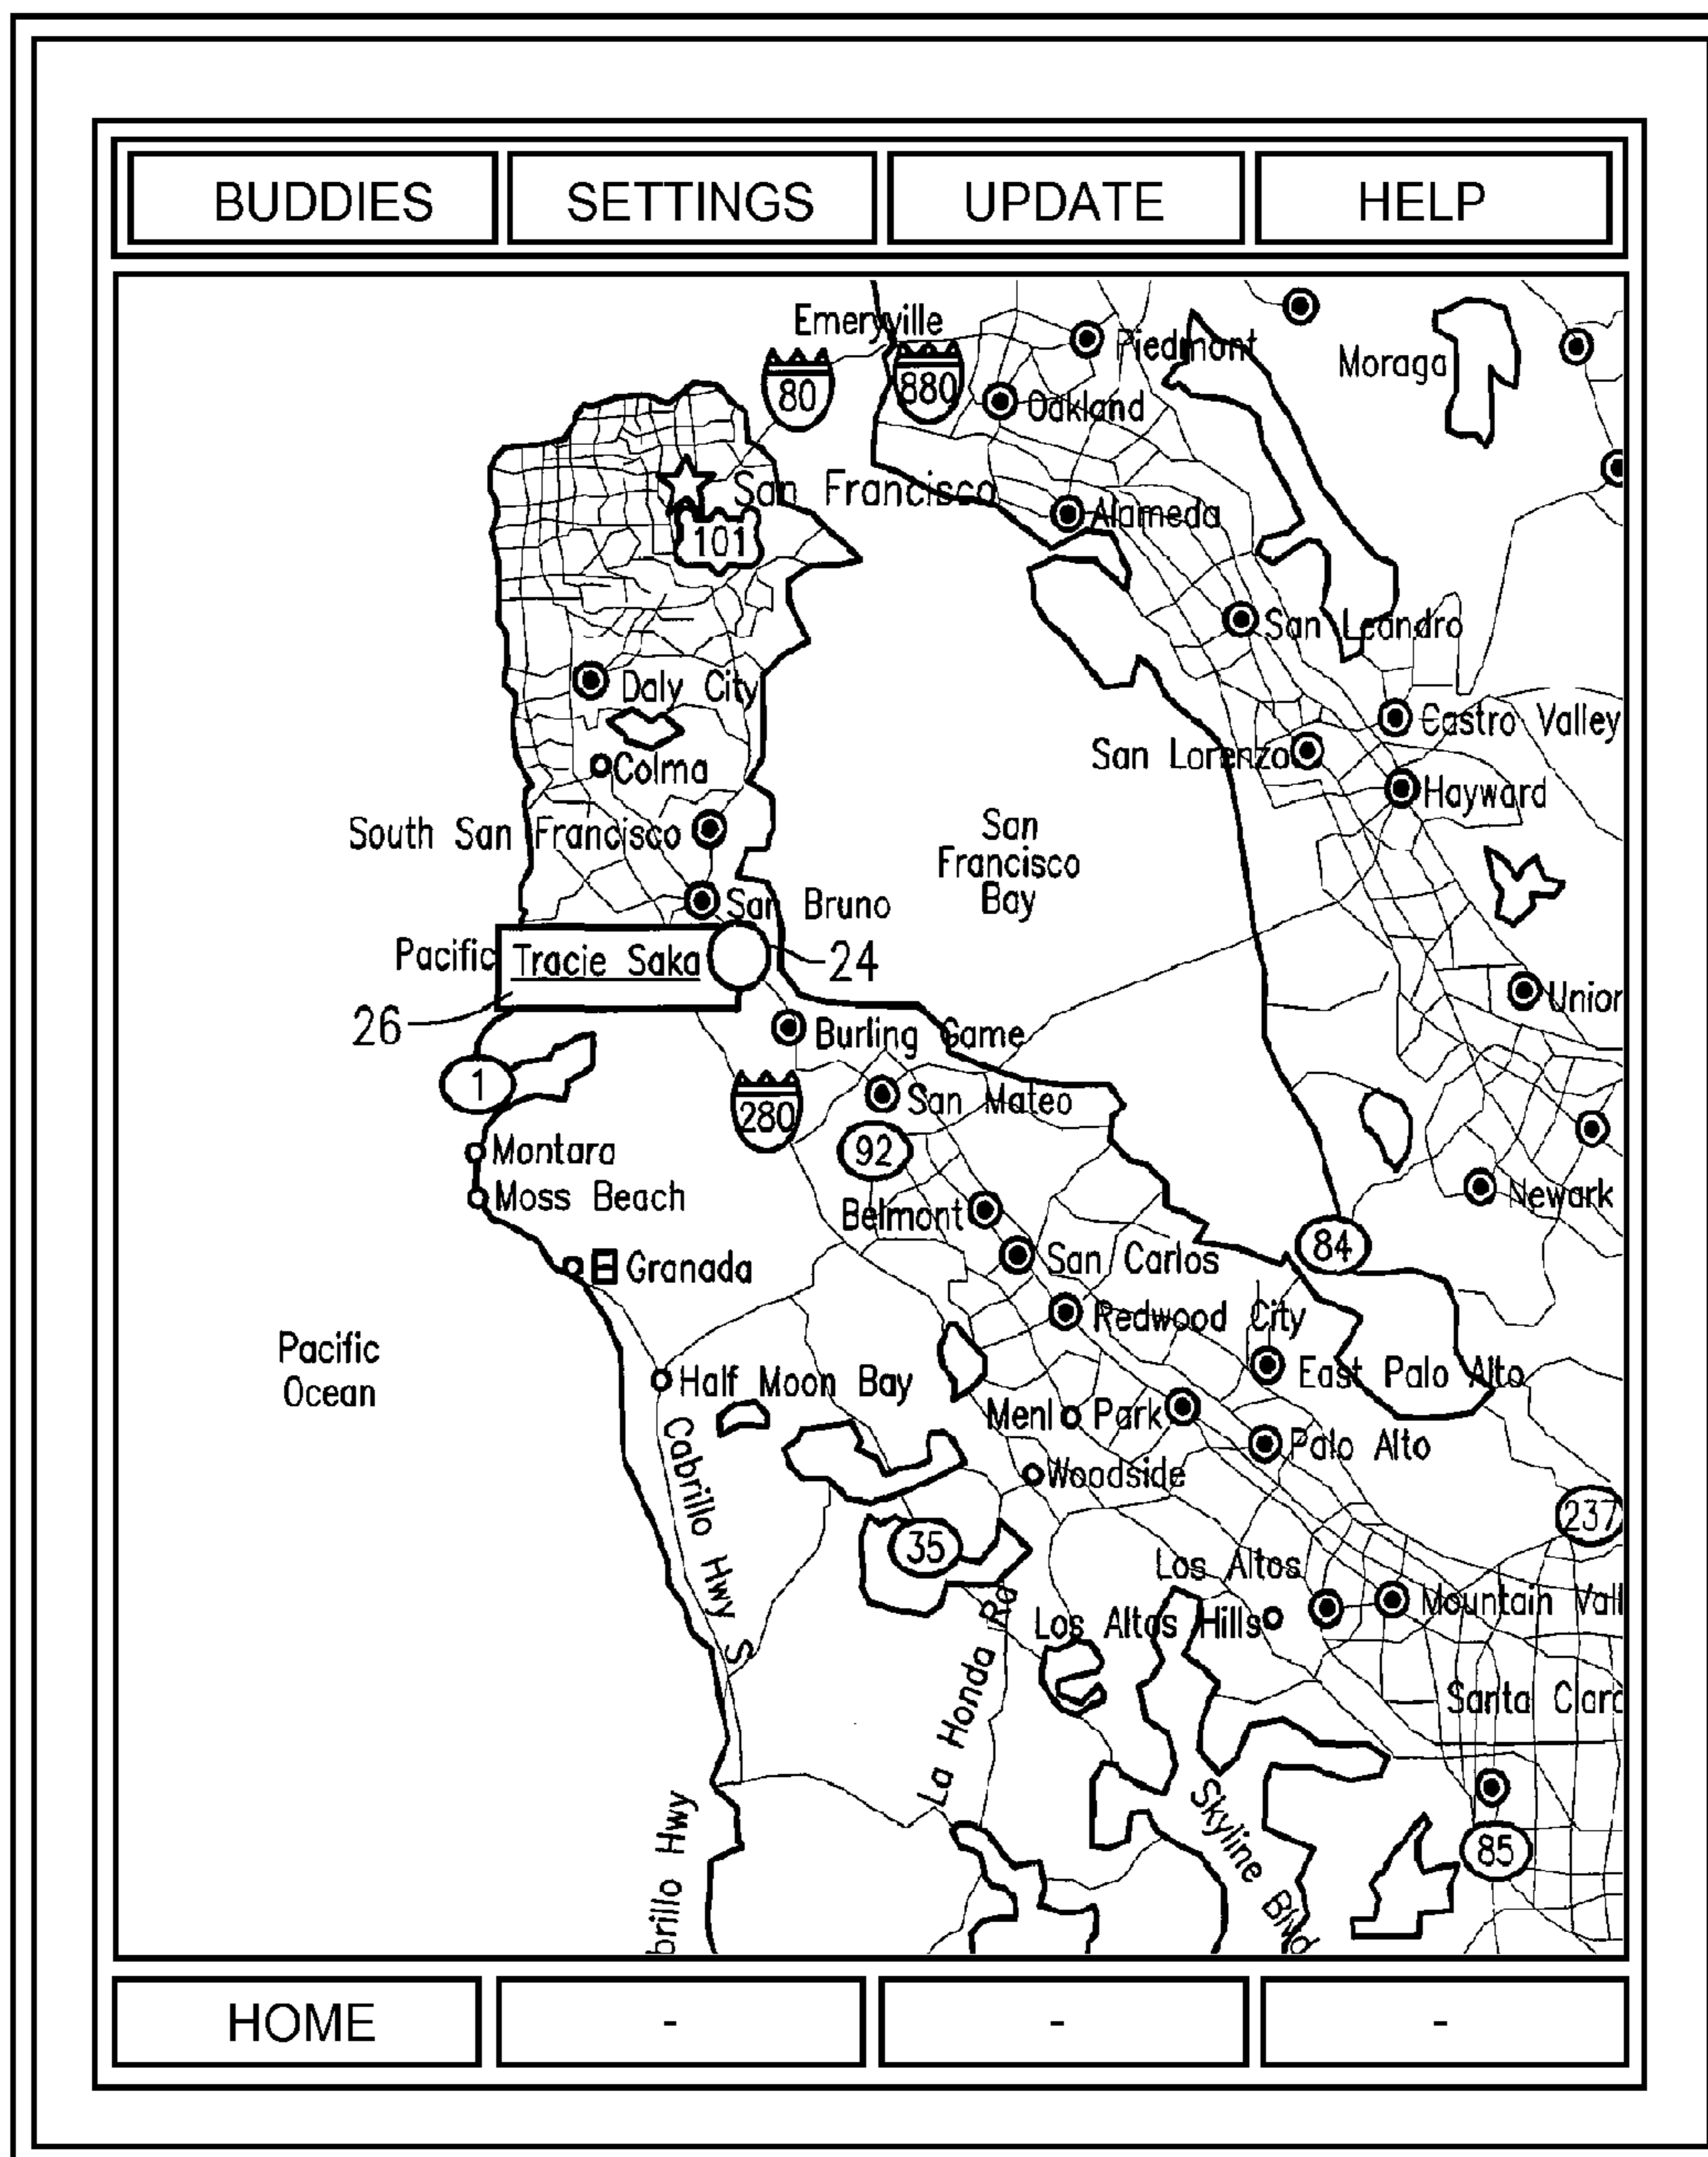 BUDDIES SETTINGS UPDATE HELP
Emeryville
Piedmont
Moraga
80
880
Oakland
San Francisco
101
Alameda
San Leandro
Daly City
Castro Valley
San Lorenzo
Colma
Hayward
South San Francisco
San
Francisco
Bay
San Bruno
Pacific
Tracie Saka
24
26
Union
Burling Game
1
San Mateo
280
92
Montara
Moss Beach
Newark
Belmont
84
San Carlos
Granada
Redwood City
Pacific
Ocean
East Palo Alto
Half Moon Bay
Menl Park
Palo Alto
Woodside
Cabrillo Hwy S
237
35
Los Altos
Mountain Vall
Los Altos Hills
La Honda Rd
Santa Clara
Skyline Blvd
85
brillo Hwy
HOME - - -